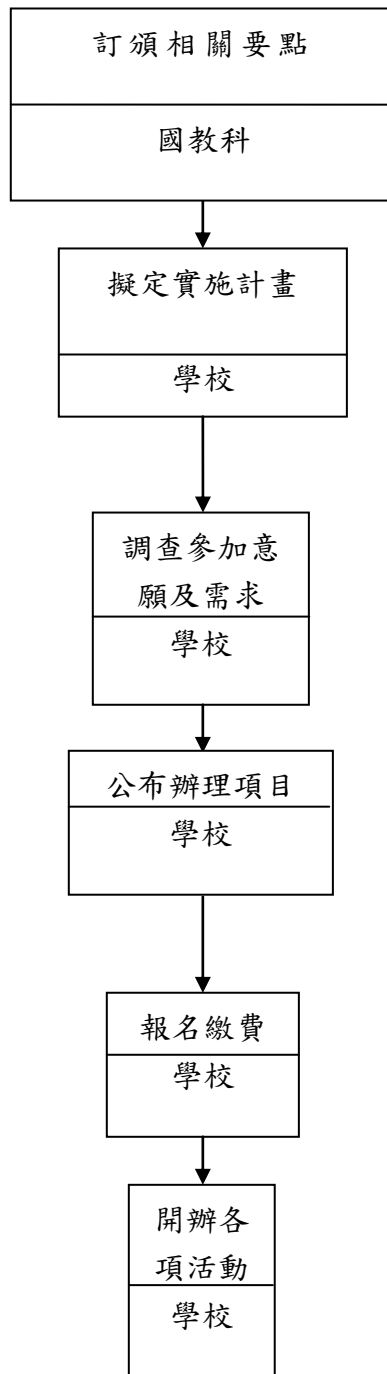 訂頒相關要點
國教科
擬定實施計畫
學校
調查參加意
願及需求
學校
公布辦理項目
學校
報名繳費
學校
開辦各
項活動
學校